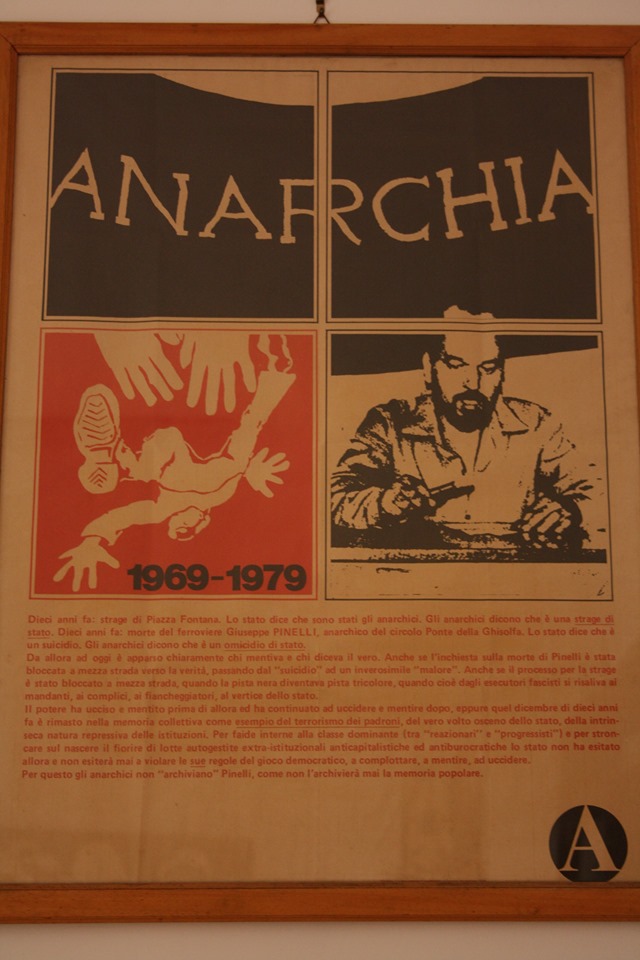 ANARCHIA
1969-1979
Dieci anni fa: strage di Piazza Fontana. Lo stato dice che sono stati gli anarchici. Gli anarchici dicono che è una strage di
stato. Dieci anni fa: morte del ferroviere Giuseppe PINELLI, anarchico del circolo Ponte della Ghisolfa. Lo stato dice che è
un suicidio. Gli anarchici dicono che è un omicidio di stato.
Da allora ad oggi è apparso chiaramente chi mentiva e chi diceva il vero. Anche se l'inchiesta sulla morte di Pinelli è stata
bloccata a mezza strada verso la verità, passando dal "suicidio" ad un inverosimile "malore". Anche se il processo per la strage
è stato bloccato a mezza strada, quando la pista nera diventava pista tricolore, quando cioè dagli esecutori fascisti si risaliva ai
mandanti, ai complici, ai fiancheggiatori, al vertice dello stato.
Il potere ha ucciso e mentito prima di allora ed ha continuato ad uccidere e mentire dopo, eppure quel dicembre di dieci anni
fa è rimasto nella memoria collettiva come esempio del terrorismo dei padroni, del vero volto osceno dello stato, della intrin-
seca natura repressiva delle istituzioni. Per faide interne alla classe dominante (tra "reazionari" e "progressisti") e per stron-
care sul nascere il fiorire di lotte autogestite extra-istituzionali anticapitalistiche ed antiburocratiche lo stato non ha esitato
allora e non esiterà mai a violare le sue regole del gioco democratico, a complottare, a mentire, ad uccidere.
Per questo gli anarchici non "archiviano" Pinelli, come non l'archivierà mai la memoria popolare.
A